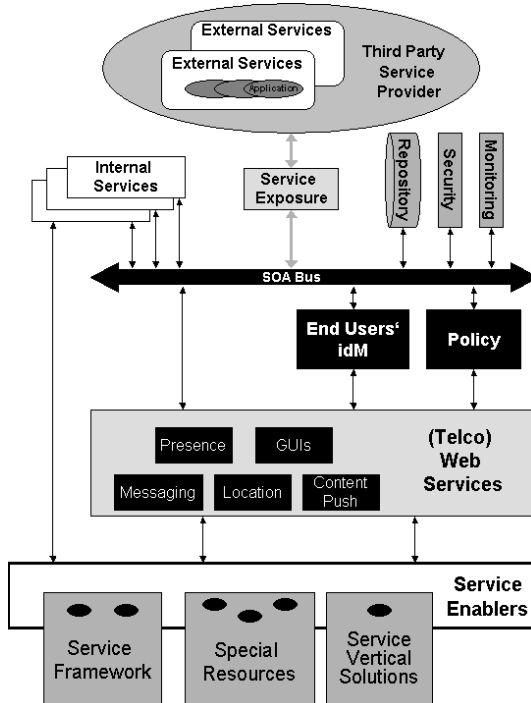 External Services
External Services
Application
Third Party
Service
Provider
Internal
Services
Service
Exposure
Repository
Security
Monitoring
SOA Bus
End Users‘
idM
Policy
(Telco)
Web
Services
Presence
GUIs
Messaging
Location
Content
Push
Service
Enablers
Service
Framework
Special
Resources
Service
Vertical
Solutions